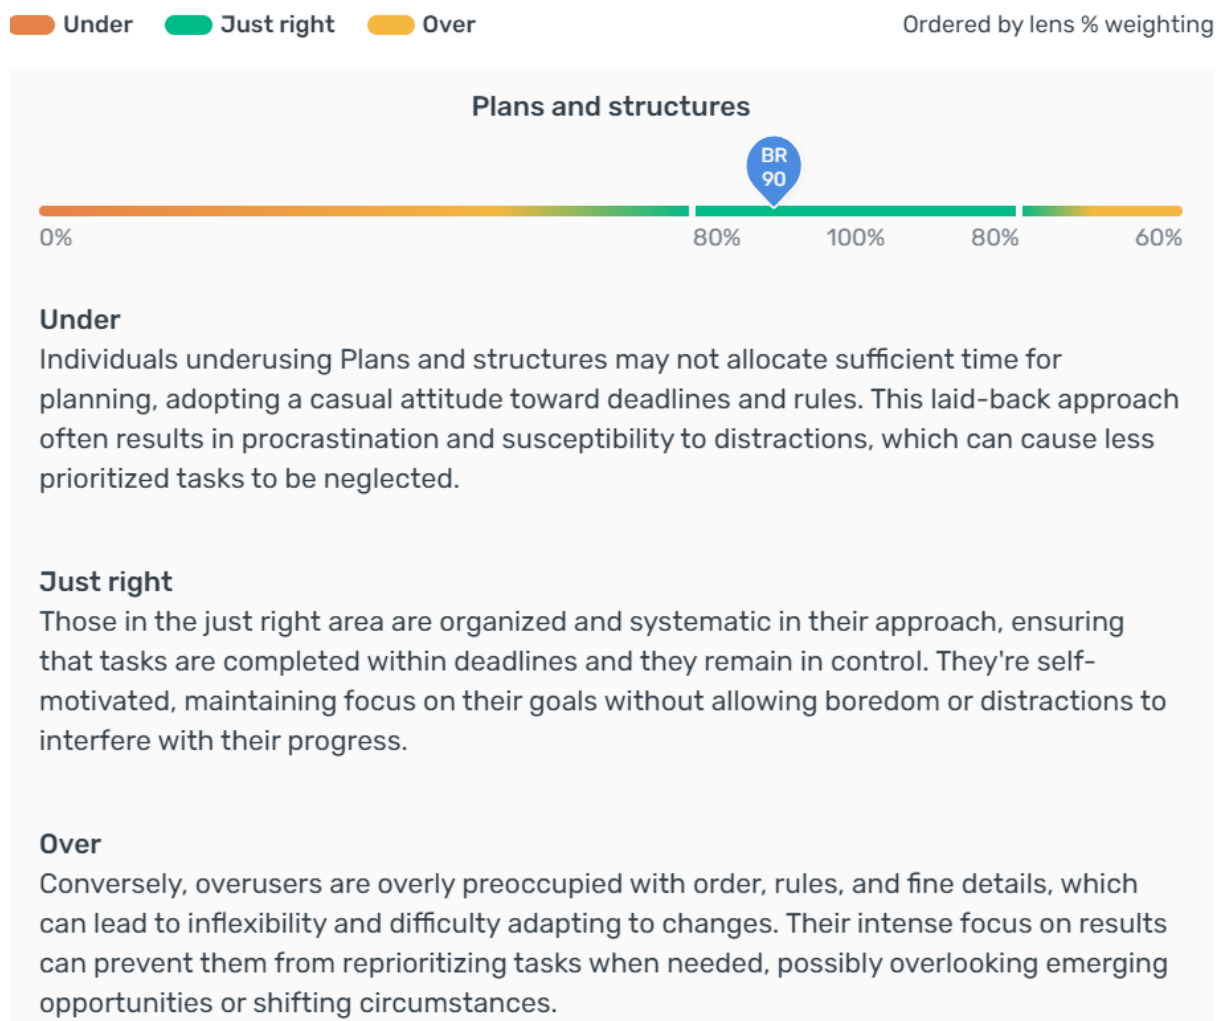 Under Just right Over Ordered by lens % weighting
Plans and structures
BR
90
0% 80% 100% 80% 60%
Under
Individuals underusing Plans and structures may not allocate sufficient time for
planning, adopting a casual attitude toward deadlines and rules. This laid-back approach
often results in procrastination and susceptibility to distractions, which can cause less
prioritized tasks to be neglected.
Just right
Those in the just right area are organized and systematic in their approach, ensuring
that tasks are completed within deadlines and they remain in control. They're self-
motivated, maintaining focus on their goals without allowing boredom or distractions to
interfere with their progress.
Over
Conversely, overusers are overly preoccupied with order, rules, and fine details, which
can lead to inflexibility and difficulty adapting to changes. Their intense focus on results
can prevent them from reprioritizing tasks when needed, possibly overlooking emerging
opportunities or shifting circumstances.